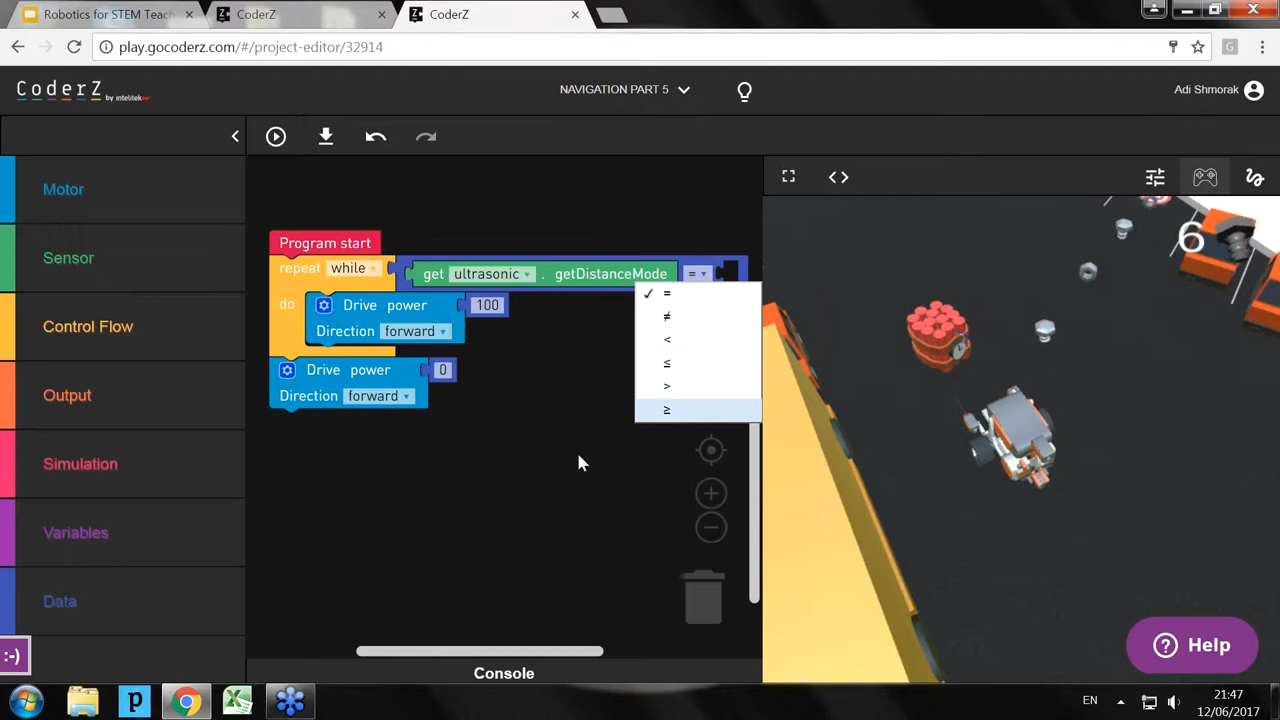 Robotics for STEM Teach
CoderZ
CoderZ
play.gocoderz.com/#/project-editor/32914
G
CoderZ by intelitek
NAVIGATION PART 5
Adi Shmorak
Motor
Sensor
Control Flow
Output
Simulation
Variables
Data
Program start
repeat while get ultrasonic . getDistanceMode =
do Drive power 100
Direction forward
Drive power 0
Direction forward
✓ =
≠
<
≤
>
≥
6
Console
:-)
Help
EN
21:47
12/06/2017